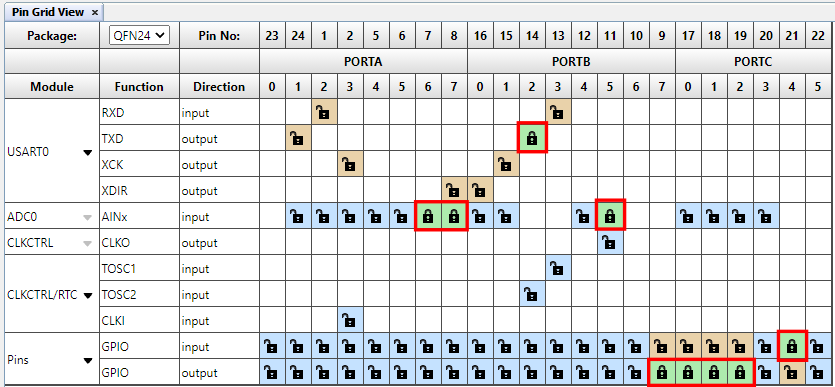 Pin Grid View ×
Package: QFN24 Pin No: 23 24 1 2 5 6 7 8 16 15 14 13 12 11 10 9 17 18 19 20 21 22
PORTA PORTB PORTC
Module Function Direction 0 1 2 3 4 5 6 7 0 1 2 3 4 5 6 7 0 1 2 3 4 5
USART0 RXD input
TXD output
XCK output
XDIR output
ADC0 AINx input
CLKCTRL CLKO output
CLKCTRL/RTC TOSC1 input
TOSC2 input
CLKI input
Pins GPIO input
GPIO output